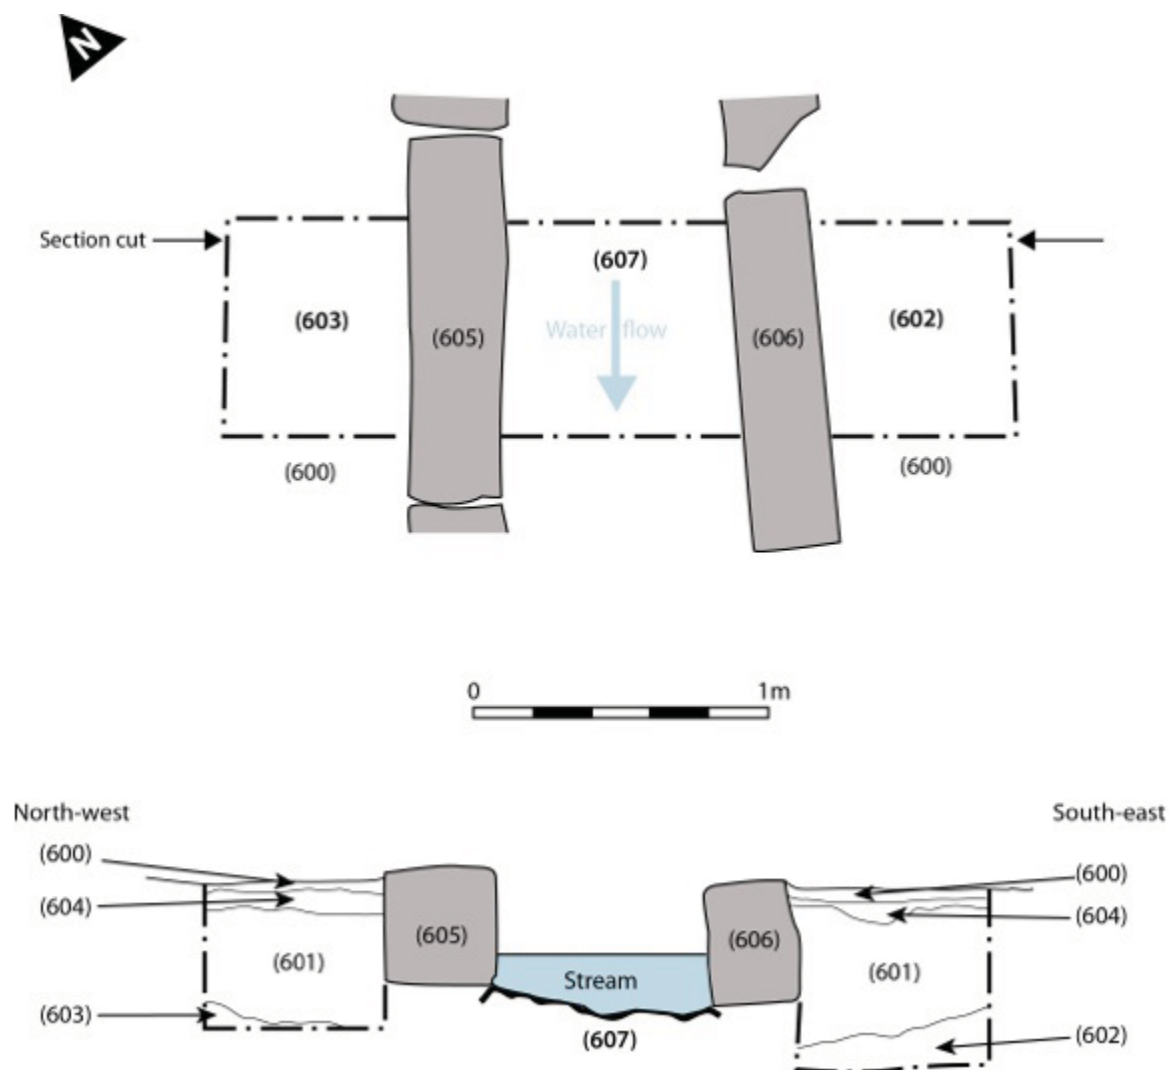 N
Section cut
(607)
(603)
(605)
Water flow
(606)
(602)
(600)
(600)
0
1m
North-west
South-east
(600)
(600)
(604)
(604)
(605)
(606)
(601)
(601)
Stream
(603)
(607)
(602)